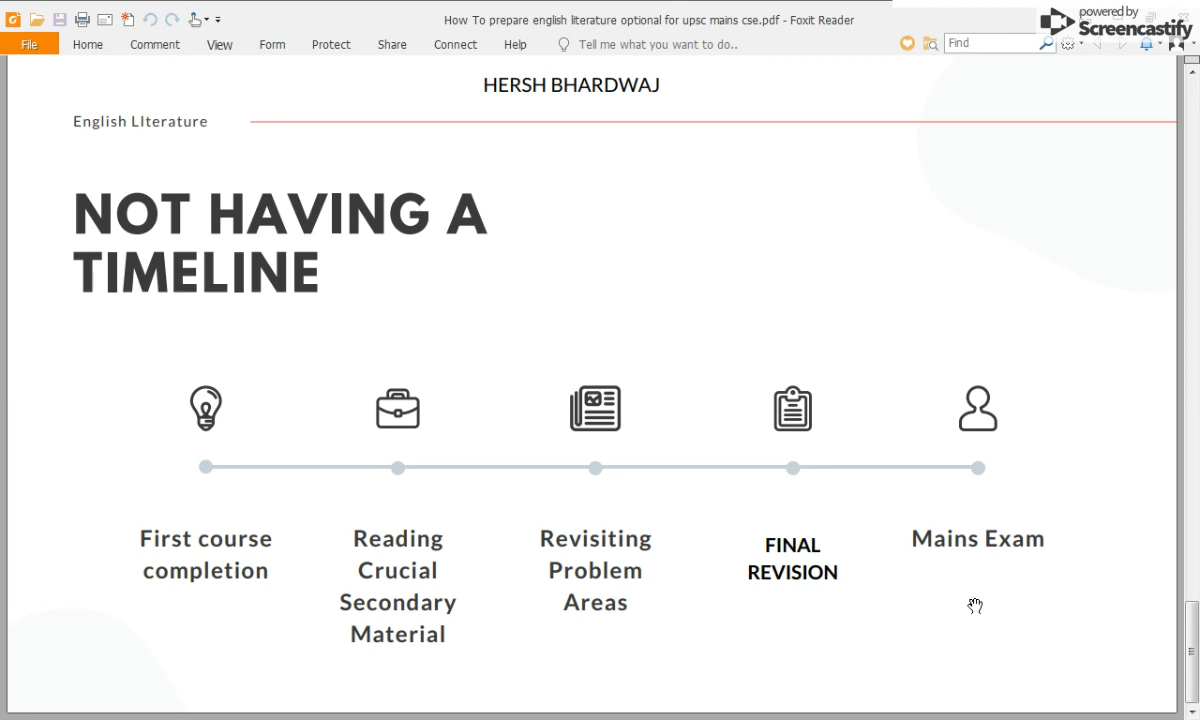 How To prepare english literature optional for upsc mains cse.pdf - Foxit Reader
powered by
Screencastify
File Home Comment View Form Protect Share Connect Help Tell me what you want to do.. Find
HERSH BHARDWAJ
English LIterature
NOT HAVING A
TIMELINE
First course
completion
Reading
Crucial
Secondary
Material
Revisiting
Problem
Areas
FINAL
REVISION
Mains Exam